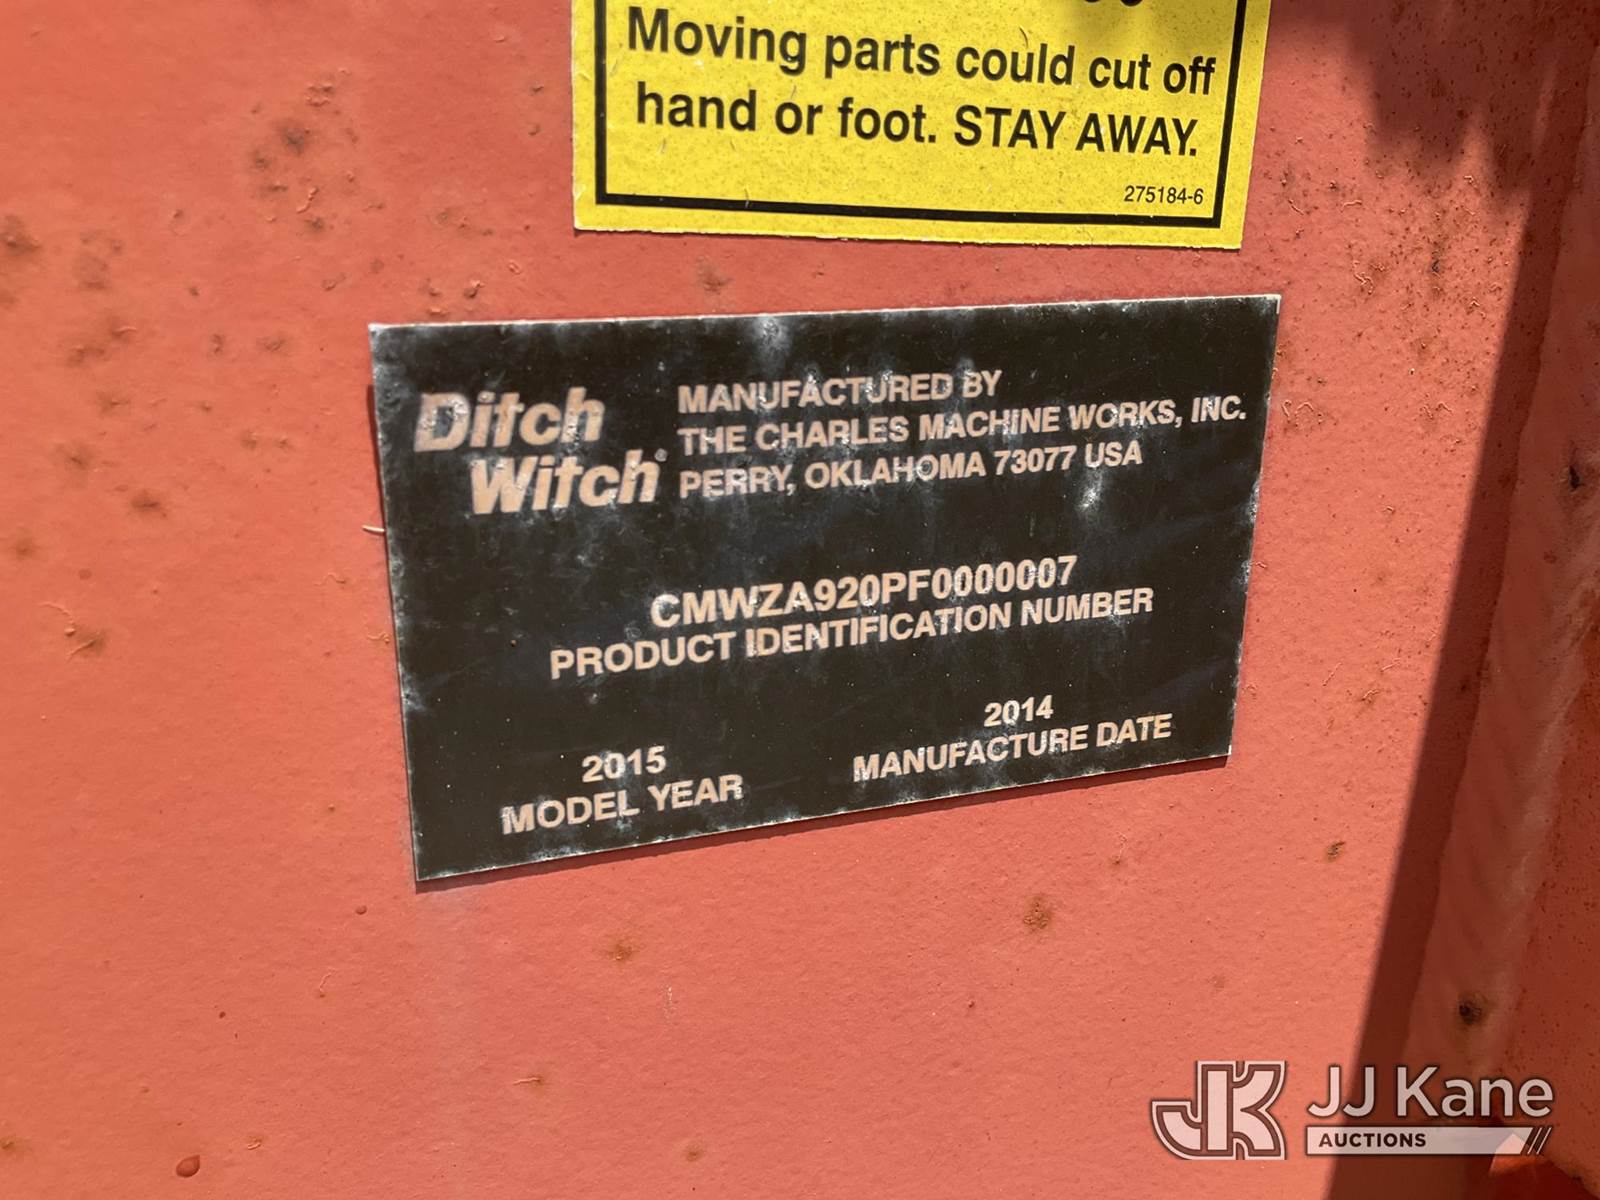 Moving parts could cut off
hand or foot. STAY AWAY.
275184-6
Ditch
Witch®
MANUFACTURED BY
THE CHARLES MACHINE WORKS, INC.
PERRY, OKLAHOMA 73077 USA
CMWZA920PF0000007
PRODUCT IDENTIFICATION NUMBER
2015
MODEL YEAR
2014
MANUFACTURE DATE
JK JJ Kane
AUCTIONS